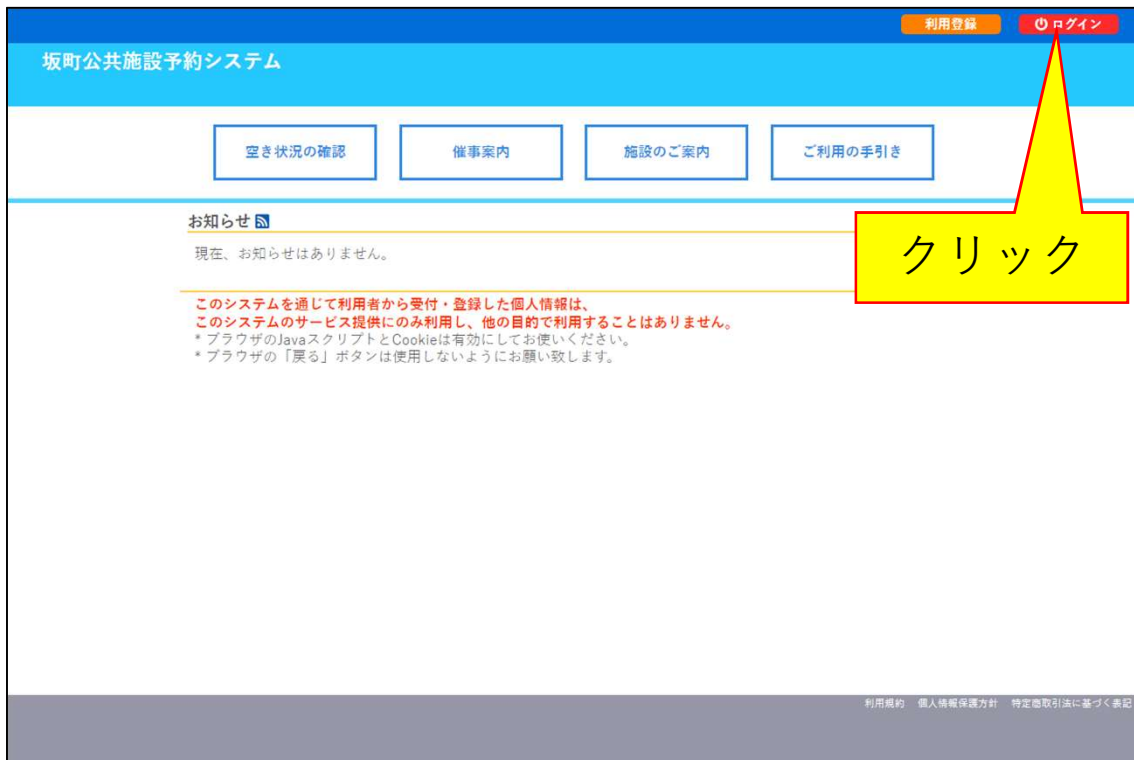 利用登録
ログイン
坂町公共施設予約システム
空き状況の確認
催事案内
施設のご案内
ご利用の手引き
クリック
お知らせ
現在、お知らせはありません。
このシステムを通じて利用者から受付・登録した個人情報は、
このシステムのサービス提供にのみ利用し、他の目的で利用することはありません。
* ブラウザのJavaスクリプトとCookieは有効にしてお使いください。
* ブラウザの「戻る」ボタンは使用しないようにお願い致します。
利用規約 個人情報保護方針 特定商取引法に基づく表記